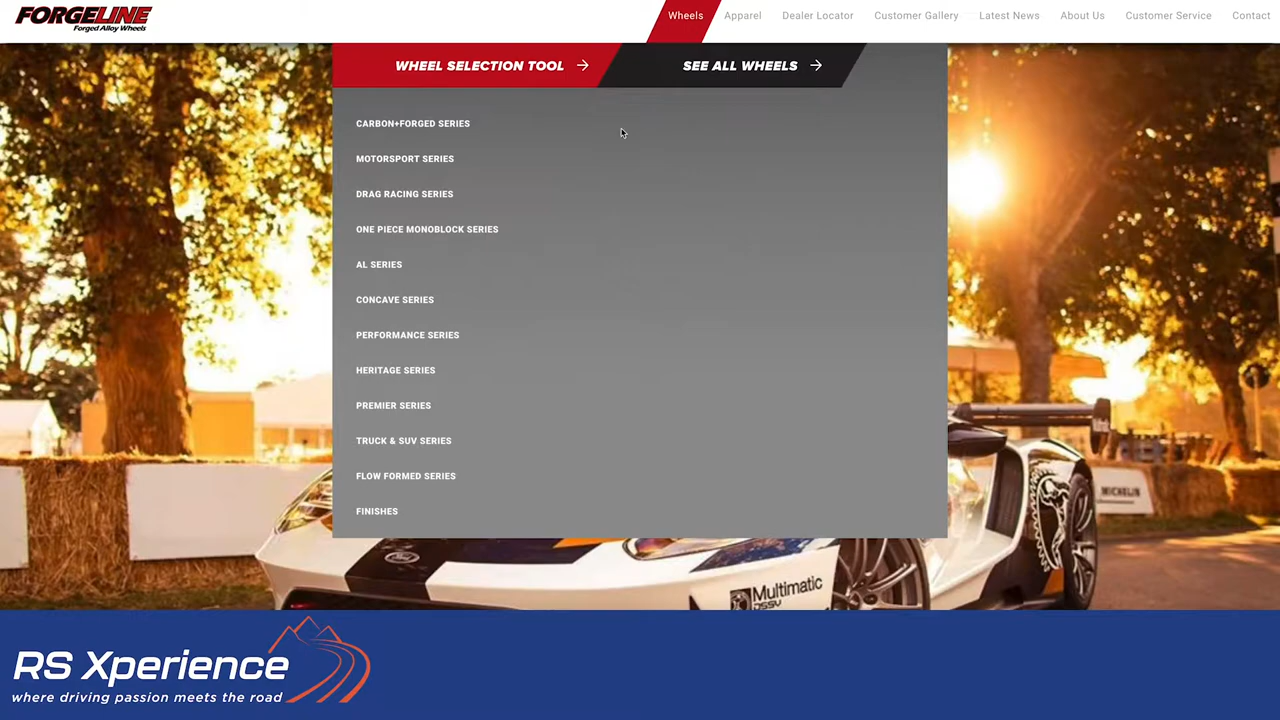 FORGELINE
Forged Alloy Wheels
Wheels
Apparel
Dealer Locator
Customer Gallery
Latest News
About Us
Customer Service
Contact
WHEEL SELECTION TOOL
SEE ALL WHEELS
CARBON+FORGED SERIES
MOTORSPORT SERIES
DRAG RACING SERIES
ONE PIECE MONOBLOCK SERIES
AL SERIES
CONCAVE SERIES
PERFORMANCE SERIES
HERITAGE SERIES
PREMIER SERIES
TRUCK & SUV SERIES
FLOW FORMED SERIES
FINISHES
MICHELIN
Ford
Multimatic
DSSV
RS Xperience
where driving passion meets the road